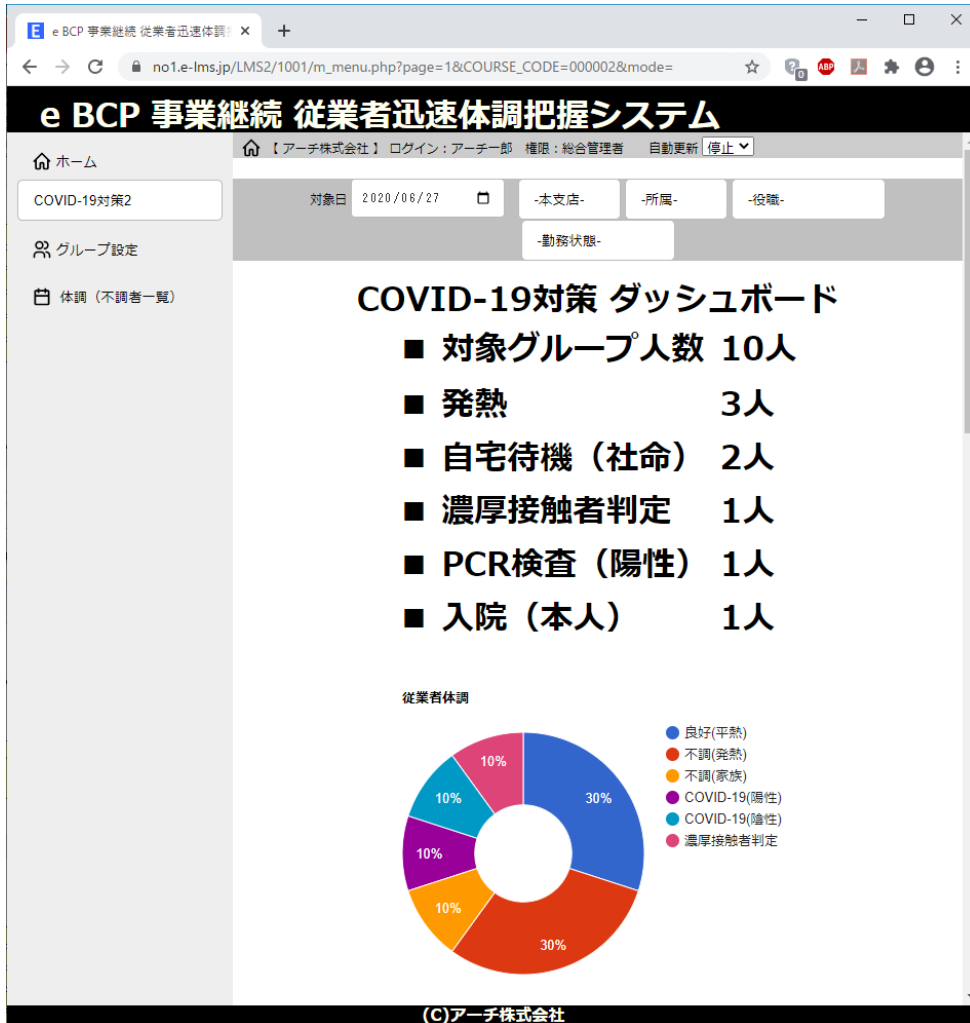 e BCP 事業継続 従業者迅速体調
no1.e-lms.jp/LMS2/1001/m_menu.php?page=1&COURSE_CODE=000002&mode=
ABP
0
e BCP 事業継続 従業者迅速体調把握システム
【 アーチ株式会社 】 ログイン：アーチ一郎 権限：総合管理者 自動更新 停止
ホーム
COVID-19対策2
グループ設定
体調（不調者一覧）
対象日 2020/06/27 -本支店- -所属- -役職-
-勤務状態-
COVID-19対策 ダッシュボード
■ 対象グループ人数 10人
■ 発熱 3人
■ 自宅待機（社命） 2人
■ 濃厚接触者判定 1人
■ PCR検査（陽性） 1人
■ 入院（本人） 1人
従業者体調
良好(平熱)
不調(発熱)
不調(家族)
COVID-19(陽性)
COVID-19(陰性)
濃厚接触者判定
10%
30%
10%
10%
10%
30%
(C)アーチ株式会社